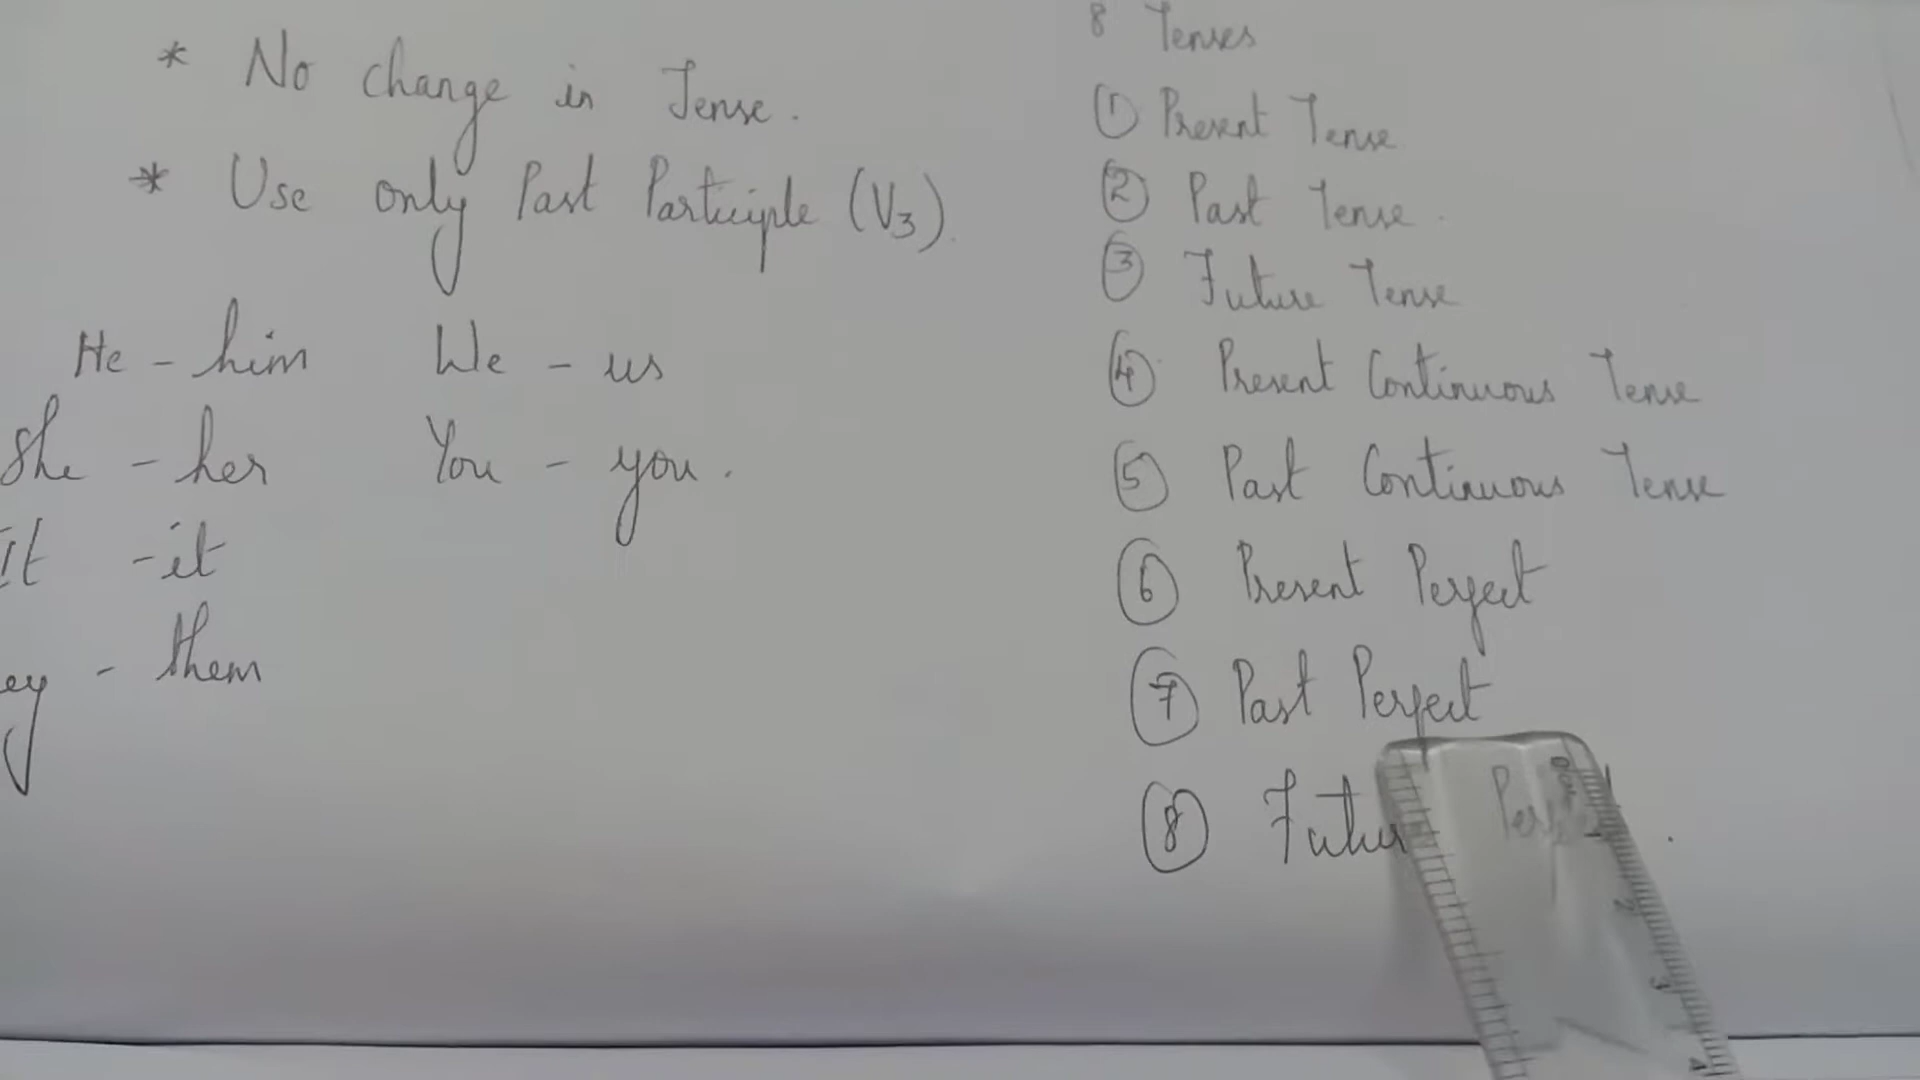 * No change in Tense.
* Use only Past Participle (V3).
He - him We - us
She - her You - you.
It - it
ey - them
8 Tenses
① Present Tense
② Past Tense
③ Future Tense
④ Present Continuous Tense
⑤ Past Continuous Tense
⑥ Present Perfect
⑦ Past Perfect
⑧